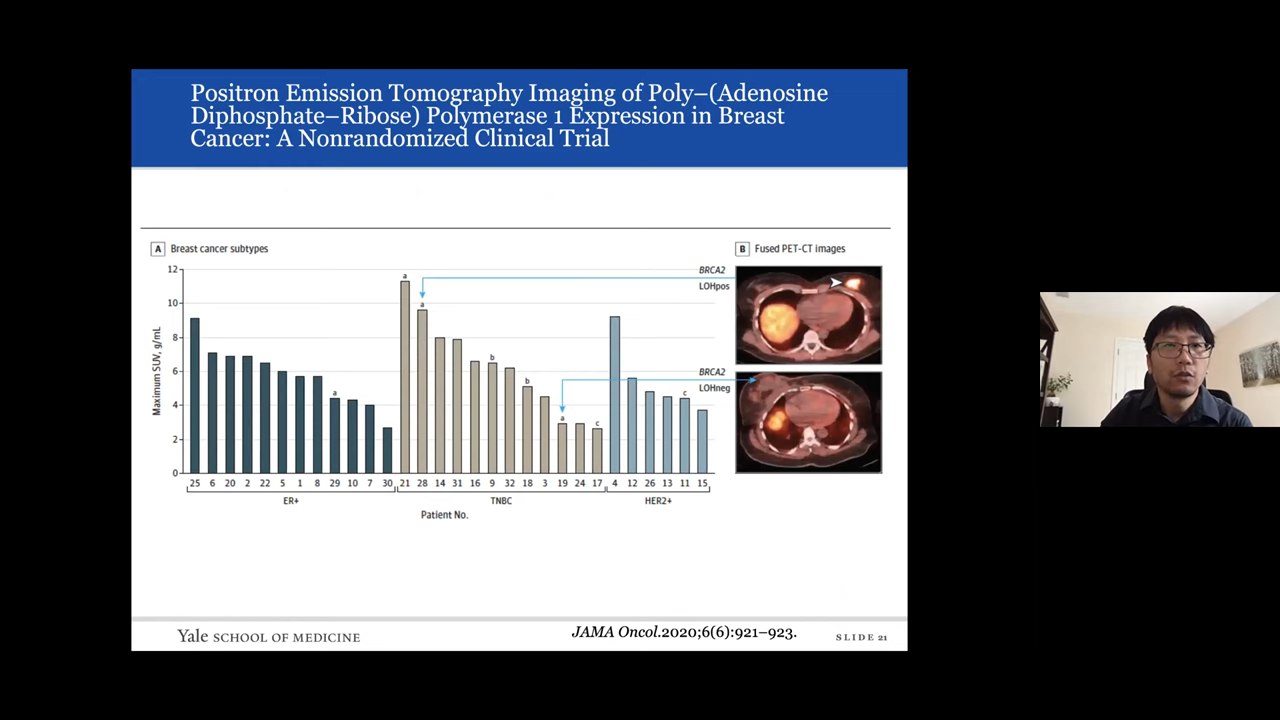 Positron Emission Tomography Imaging of Poly–(Adenosine
Diphosphate–Ribose) Polymerase 1 Expression in Breast
Cancer: A Nonrandomized Clinical Trial
A Breast cancer subtypes
B Fused PET-CT images
Maximum SUV, g/mL
12
10
8
6
4
2
0
a
a
a
b
b
a
c
c
BRCA2
LOHpos
BRCA2
LOHneg
25 6 20 2 22 5 1 8 29 10 7 30 21 28 14 31 16 9 32 18 3 19 24 17 4 12 26 13 11 15
ER+ TNBC HER2+
Patient No.
Yale SCHOOL OF MEDICINE
JAMA Oncol.2020;6(6):921–923.
SLIDE 21